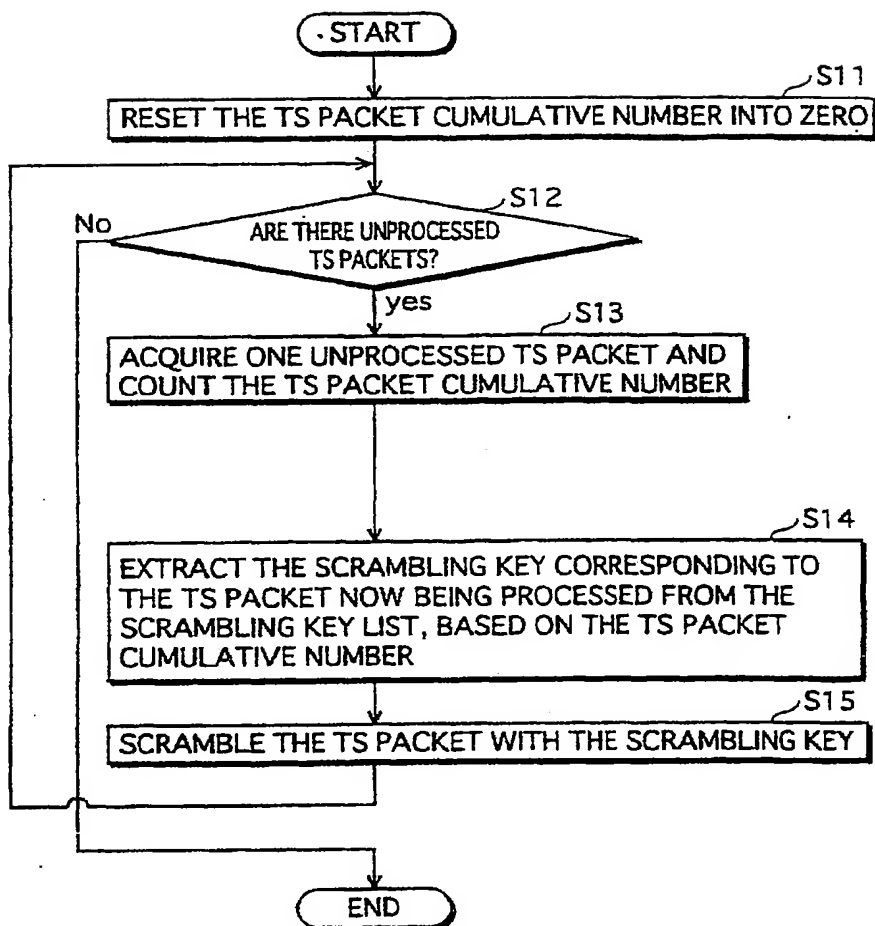 START
S11
RESET THE TS PACKET CUMULATIVE NUMBER INTO ZERO
S12
No
ARE THERE UNPROCESSED
TS PACKETS?
yes
S13
ACQUIRE ONE UNPROCESSED TS PACKET AND
COUNT THE TS PACKET CUMULATIVE NUMBER
S14
EXTRACT THE SCRAMBLING KEY CORRESPONDING TO
THE TS PACKET NOW BEING PROCESSED FROM THE
SCRAMBLING KEY LIST, BASED ON THE TS PACKET
CUMULATIVE NUMBER
S15
SCRAMBLE THE TS PACKET WITH THE SCRAMBLING KEY
END